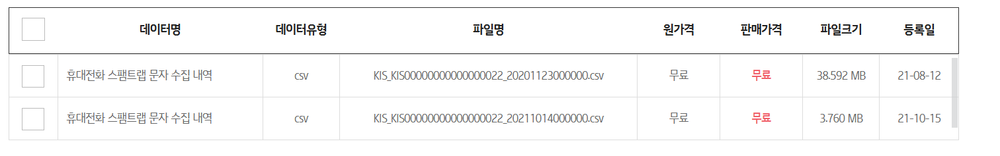 데이터명 데이터유형 파일명 원가격 판매가격 파일크기 등록일
휴대전화 스팸트랩 문자 수집 내역 csv KIS_KIS00000000000000022_20201123000000.csv 무료 무료 38.592 MB 21-08-12
휴대전화 스팸트랩 문자 수집 내역 csv KIS_KIS00000000000000022_20211014000000.csv 무료 무료 3.760 MB 21-10-15